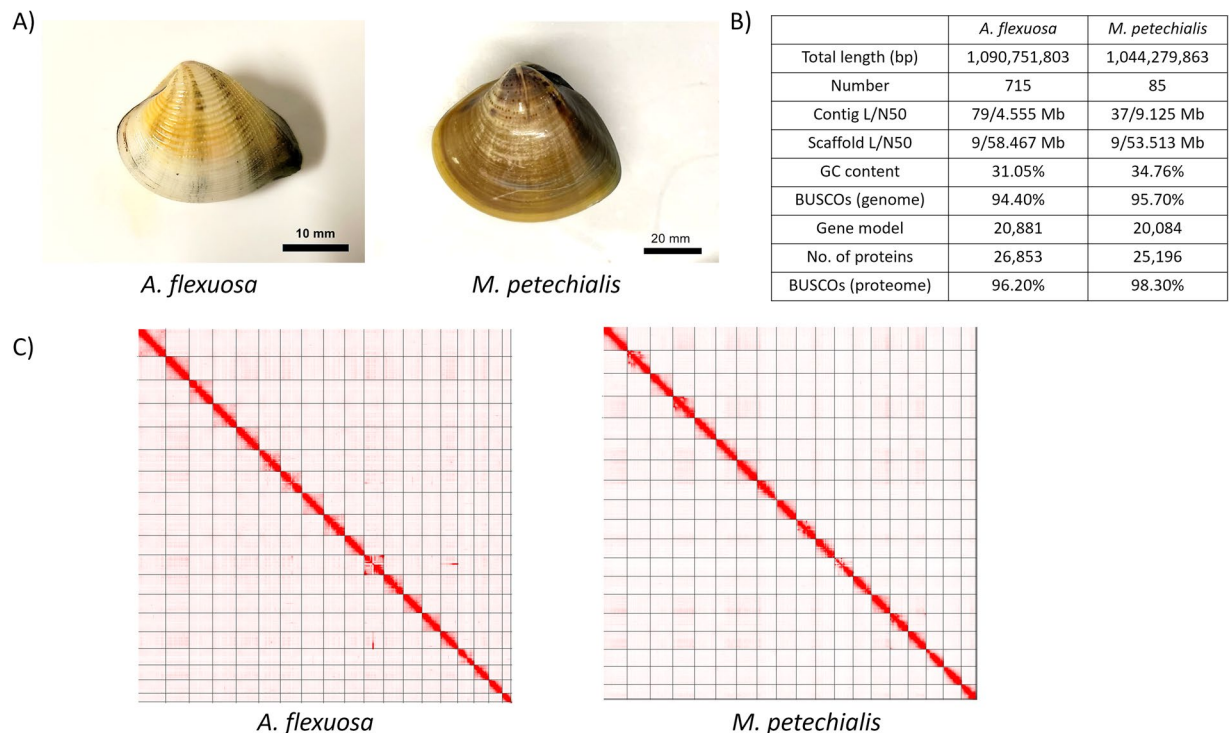 A)
10 mm
20 mm
A. flexuosa
M. petechialis
B)
A. flexuosa M. petechialis
Total length (bp) 1,090,751,803 1,044,279,863
Number 715 85
Contig L/N50 79/4.555 Mb 37/9.125 Mb
Scaffold L/N50 9/58.467 Mb 9/53.513 Mb
GC content 31.05% 34.76%
BUSCOs (genome) 94.40% 95.70%
Gene model 20,881 20,084
No. of proteins 26,853 25,196
BUSCOs (proteome) 96.20% 98.30%
C)
A. flexuosa
M. petechialis